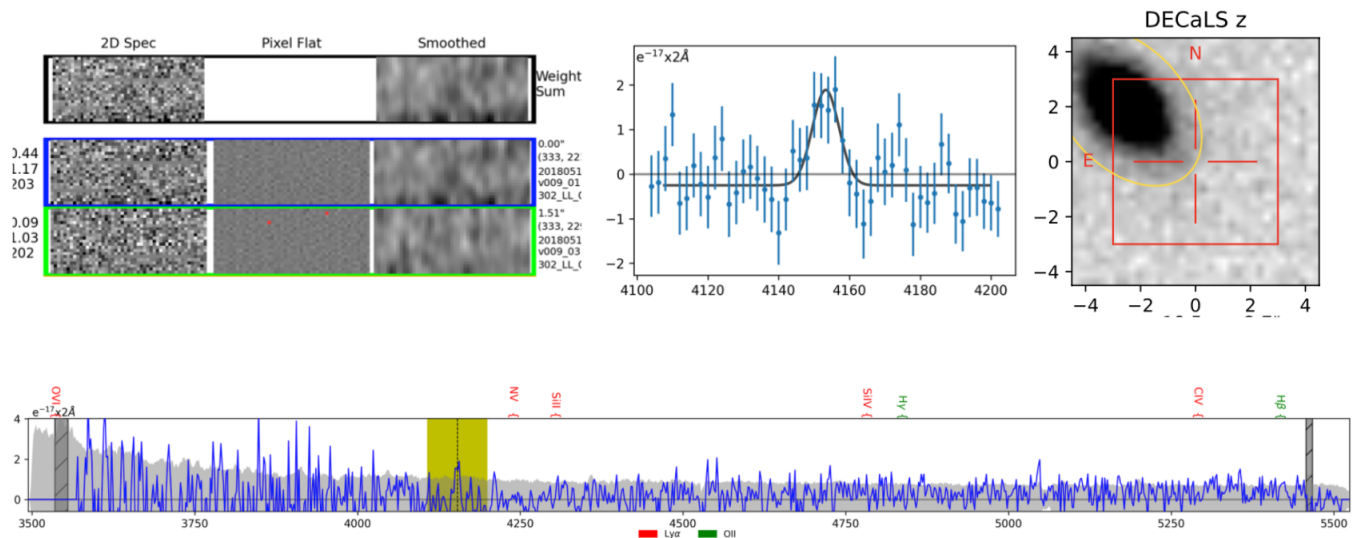 2D Spec Pixel Flat Smoothed
Weight
Sum
0.44
1.17
203
0.00"
(333, 22
2018051
v009_01
302_LL_0
0.09
1.03
202
1.51"
(333, 22
2018051
v009_03
302_LL_0
e⁻¹⁷x2Å
2
1
0
−1
−2
4100 4120 4140 4160 4180 4200
DECaLS z
N
E
4
2
0
−2
−4
−4 −2 0 2 4
OVI { NV { SiII { SiIV { Hγ { CIV { Hβ {
e⁻¹⁷x2Å
4
2
0
3500 3750 4000 4250 4500 4750 5000 5250 5500
Lyα OII